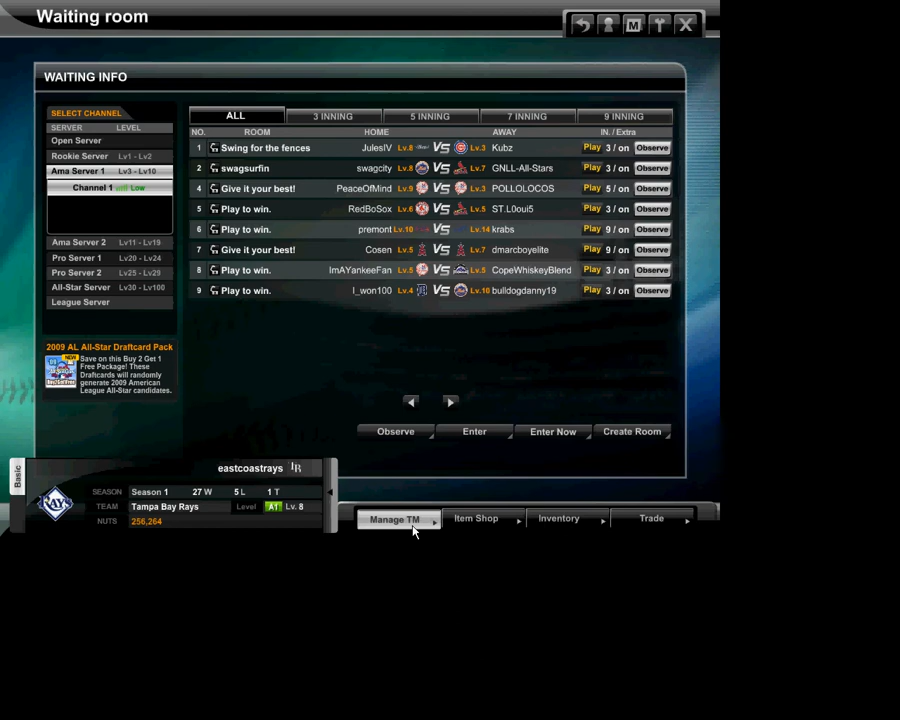 Waiting room
M
X
WAITING INFO
SELECT CHANNEL
SERVER LEVEL
Open Server
Rookie Server Lv1 - Lv2
Ama Server 1 Lv3 - Lv10
Channel 1 Low
Ama Server 2 Lv11 - Lv19
Pro Server 1 Lv20 - Lv24
Pro Server 2 Lv25 - Lv29
All-Star Server Lv30 - Lv100
League Server
2009 AL All-Star Draftcard Pack
NEW
Save on this Buy 2 Get 1
Free Package! These
Draftcards will randomly
generate 2009 American
League All-Star candidates.
ALL 3 INNING 5 INNING 7 INNING 9 INNING
NO. ROOM HOME AWAY IN. / Extra
1 Swing for the fences JulesIV Lv.8 VS Lv.3 Kubz Play 3 / on Observe
2 swagsurfin swagcity Lv.8 VS Lv.7 GNLL-All-Stars Play 3 / on Observe
4 Give it your best! PeaceOfMind Lv.9 VS Lv.3 POLLOLOCOS Play 5 / on Observe
5 Play to win. RedBoSox Lv.6 VS Lv.5 ST.L0oui5 Play 3 / on Observe
6 Play to win. premont Lv.10 VS Lv.14 krabs Play 9 / on Observe
7 Give it your best! Cosen Lv.5 VS Lv.7 dmarcboyelite Play 9 / on Observe
8 Play to win. ImAYankeeFan Lv.5 VS Lv.5 CopeWhiskeyBlend Play 3 / on Observe
9 Play to win. I_won100 Lv.4 VS Lv.10 bulldogdanny19 Play 3 / on Observe
Observe Enter Enter Now Create Room
Basic
eastcoastrays
RAYS
SEASON Season 1 27 W 5 L 1 T
TEAM Tampa Bay Rays Level A1 Lv. 8
NUTS 256,264
Manage TM Item Shop Inventory Trade